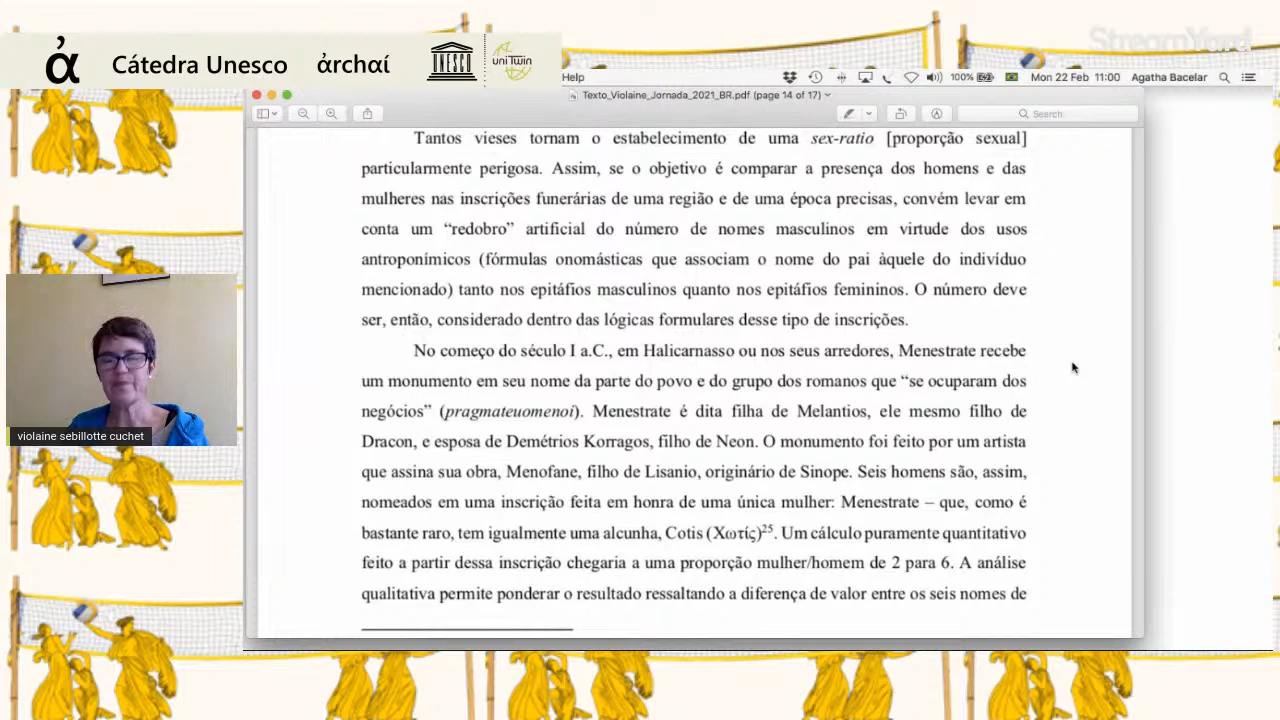 StreamYard
ἀ Cátedra Unesco ἀrchaí UNESCO uniTwin
Help 100% Mon 22 Feb 11:00 Agatha Bacelar
Texto_Violaine_Jornada_2021_BR.pdf (page 14 of 17)
Search
Tantos vieses tornam o estabelecimento de uma sex-ratio [proporção sexual]
particularmente perigosa. Assim, se o objetivo é comparar a presença dos homens e das
mulheres nas inscrições funerárias de uma região e de uma época precisas, convém levar em
conta um “redobro” artificial do número de nomes masculinos em virtude dos usos
antroponímicos (fórmulas onomásticas que associam o nome do pai àquele do indivíduo
mencionado) tanto nos epitáfios masculinos quanto nos epitáfios femininos. O número deve
ser, então, considerado dentro das lógicas formulares desse tipo de inscrições.
No começo do século I a.C., em Halicarnasso ou nos seus arredores, Menestrate recebe
um monumento em seu nome da parte do povo e do grupo dos romanos que “se ocuparam dos
negócios” (pragmateuomenoi). Menestrate é dita filha de Melantios, ele mesmo filho de
Dracon, e esposa de Demétrios Korragos, filho de Neon. O monumento foi feito por um artista
que assina sua obra, Menofane, filho de Lisanio, originário de Sinope. Seis homens são, assim,
nomeados em uma inscrição feita em honra de uma única mulher: Menestrate – que, como é
bastante raro, tem igualmente uma alcunha, Cotis (Χωτίς)25. Um cálculo puramente quantitativo
feito a partir dessa inscrição chegaria a uma proporção mulher/homem de 2 para 6. A análise
qualitativa permite ponderar o resultado ressaltando a diferença de valor entre os seis nomes de
violaine sebillotte cuchet